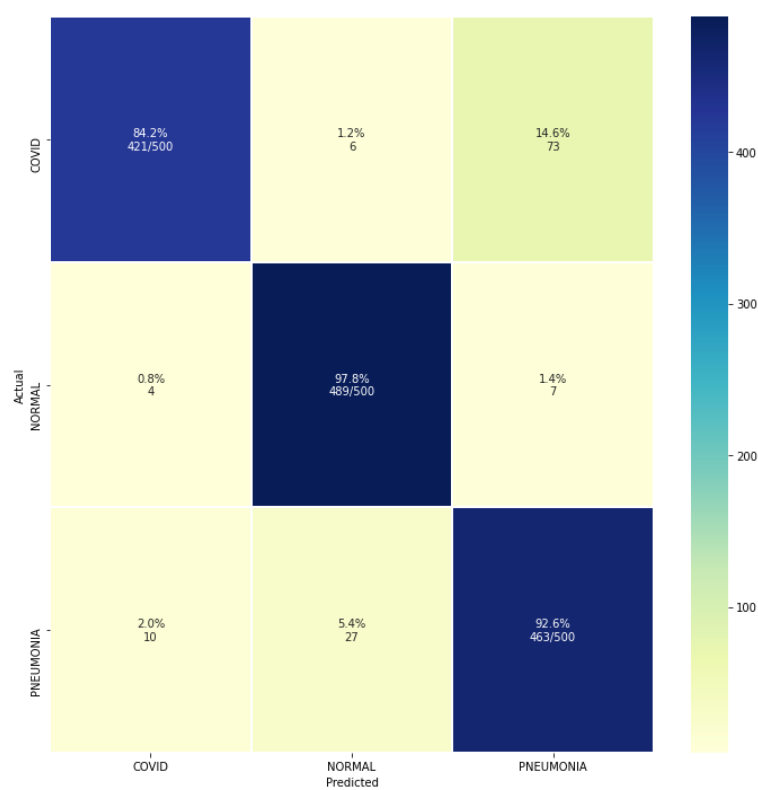 COVID
84.2%
421/500
1.2%
6
14.6%
73
400
300
Actual
NORMAL
0.8%
4
97.8%
489/500
1.4%
7
200
100
PNEUMONIA
2.0%
10
5.4%
27
92.6%
463/500
COVID
NORMAL
PNEUMONIA
Predicted